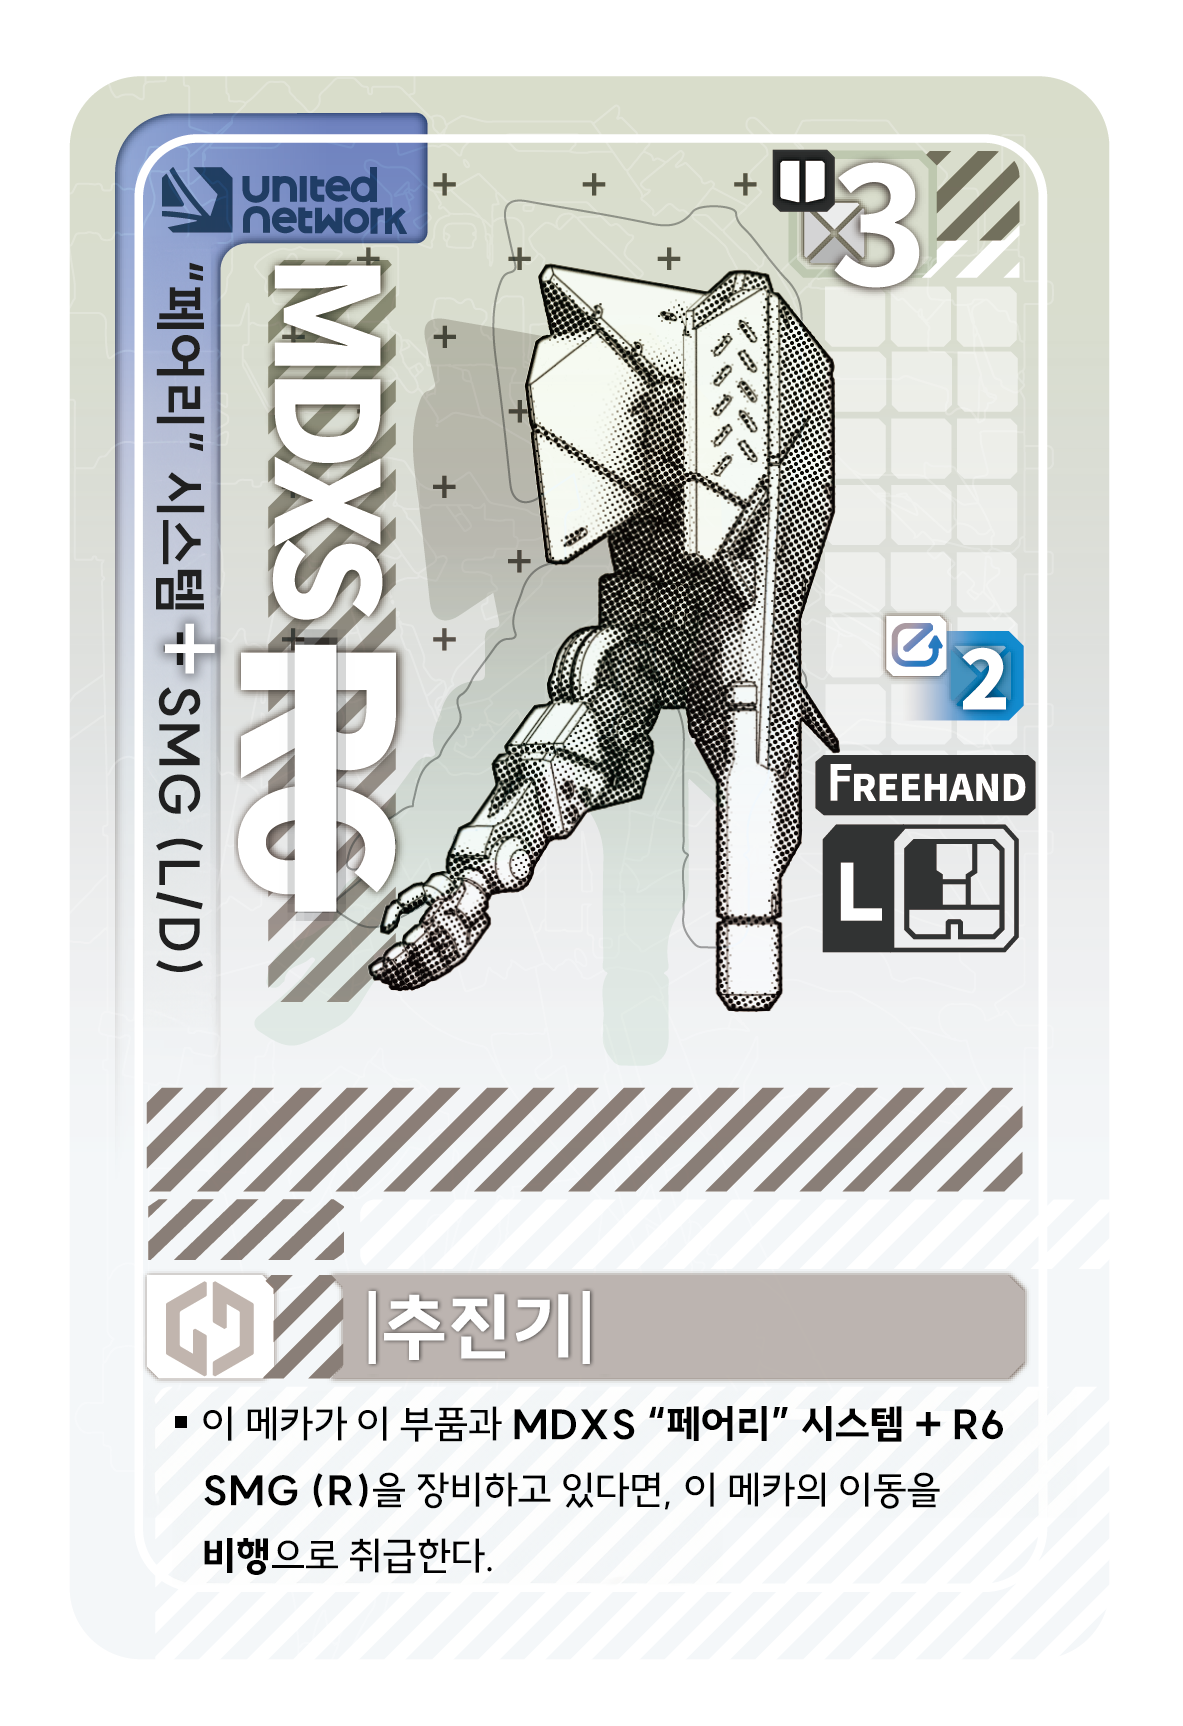 unıted
network
MDXS
R6
"페어리" 시스템 + SMG (L/D)
3
2
FREEHAND
L
|추진기|
▪ 이 메카가 이 부품과 MDXS “페어리” 시스템 + R6
SMG (R)을 장비하고 있다면, 이 메카의 이동을
비행으로 취급한다.